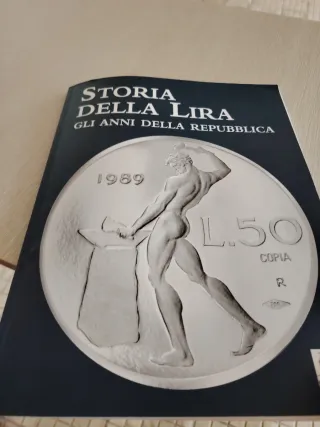 STORIA
DELLA LIRA
GLI ANNI DELLA REPUBBLICA
1989
L.50
COPIA
R